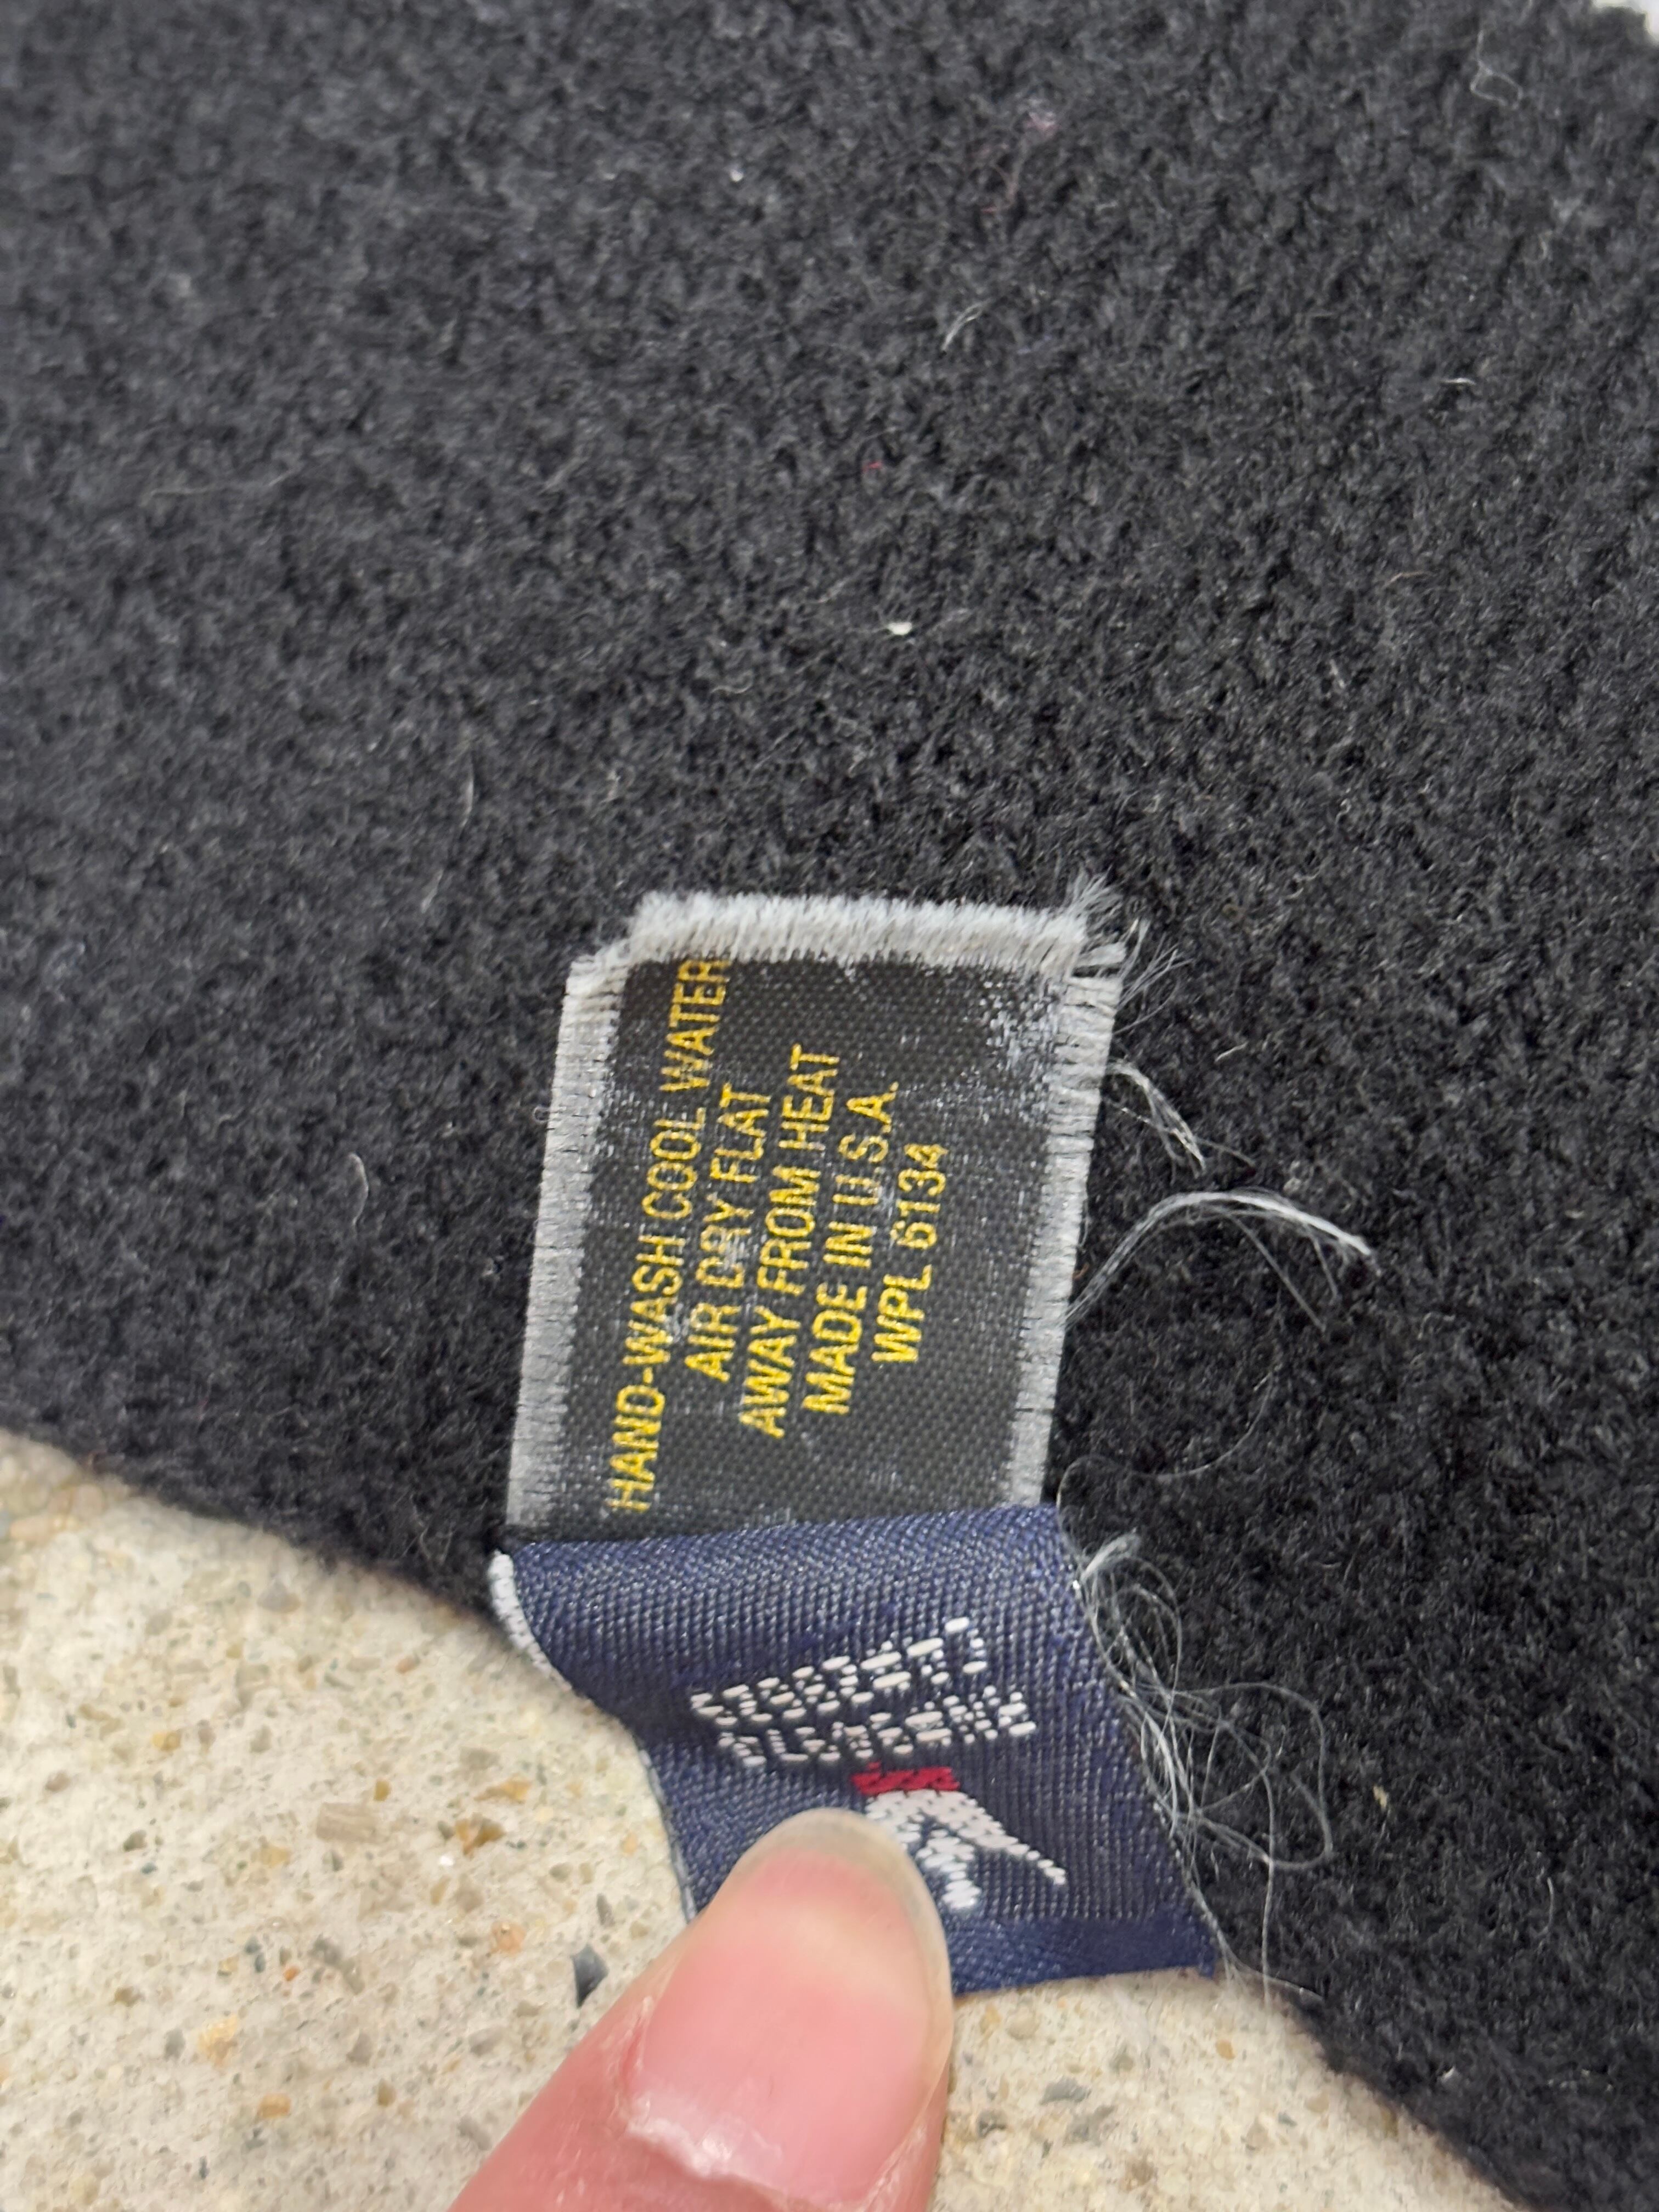 HAND-WASH COOL WATER
AIR DRY FLAT
AWAY FROM HEAT
MADE IN U.S.A.
WPL 6134